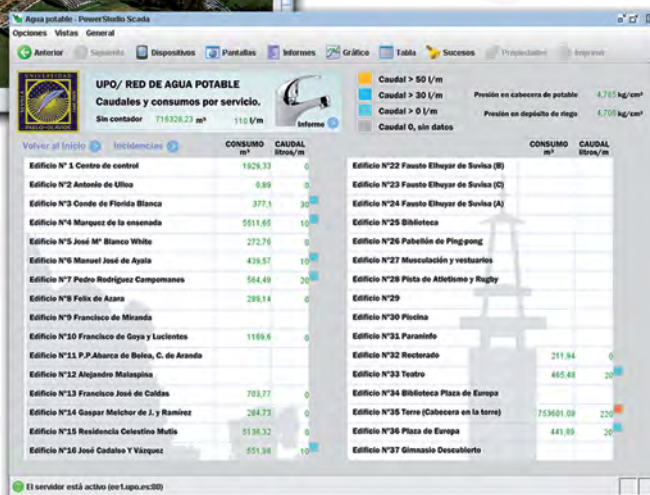 Agua potable - PowerStudio Scada
Opciones Vistas General
Anterior Siguiente Dispositivos Pantallas Informes Gráfico Tabla Sucesos Propiedades Imprimir
UNIVERSIDAD
SEVILLA
PABLO·OLAVIDE
UPO/ RED DE AGUA POTABLE
Caudales y consumos por servicio.
Sin contador 716328,23 m³ 110 l/m
Informe
Caudal > 50 l/m
Caudal > 30 l/m
Caudal > 0 l/m
Caudal 0, sin datos
Presión en cabecera de potable 4,765 kg/cm²
Presión en depósito de riego 4,706 kg/cm²
Volver al Inicio Incidencias
CONSUMO m³ CAUDAL litros/m
Edificio Nº 1 Centro de control 1929,33 0
Edificio Nº2 Antonio de Ulloa 0,89 0
Edificio Nº3 Conde de Florida Blanca 377,1 30
Edificio Nº4 Marquez de la ensenada 5511,65 10
Edificio Nº5 José Mª Blanco White 272,76 0
Edificio Nº6 Manuel José de Ayala 439,57 10
Edificio Nº7 Pedro Rodríguez Campomanes 564,49 20
Edificio Nº8 Felix de Azara 289,14 0
Edificio Nº9 Francisco de Miranda
Edificio Nº10 Francisco de Goya y Lucientes 1169,6 0
Edificio Nº11 P.P.Abarca de Bolea, C. de Aranda
Edificio Nº12 Alejandro Malaspina
Edificio Nº13 Francisco José de Caldas 703,77 0
Edificio Nº14 Gaspar Melchor de J. y Ramírez 284,73 0
Edificio Nº15 Residencia Celestino Mutis 5136,32 0
Edificio Nº16 José Cadalso Y Vázquez 551,98 10
CONSUMO m³ CAUDAL litros/m
Edificio Nº22 Fausto Elhuyar de Suvisa (B)
Edificio Nº23 Fausto Elhuyar de Suvisa (C)
Edificio Nº24 Fausto Elhuyar de Suvisa (A)
Edificio Nº25 Biblioteca
Edificio Nº26 Pabellón de Ping-pong
Edificio Nº27 Musculación y vestuarios
Edificio Nº28 Pista de Atletismo y Rugby
Edificio Nº29
Edificio Nº30 Piscina
Edificio Nº31 Paraninfo
Edificio Nº32 Rectorado 211,94 0
Edificio Nº33 Teatro 465,48 20
Edificio Nº34 Biblioteca Plaza de Europa
Edificio Nº35 Torre (Cabecera en la torre) 753601,08 220
Edificio Nº36 Plaza de Europa 441,89 20
Edificio Nº37 Gimnasio Descubierto
El servidor está activo (ee1.upo.es:80)